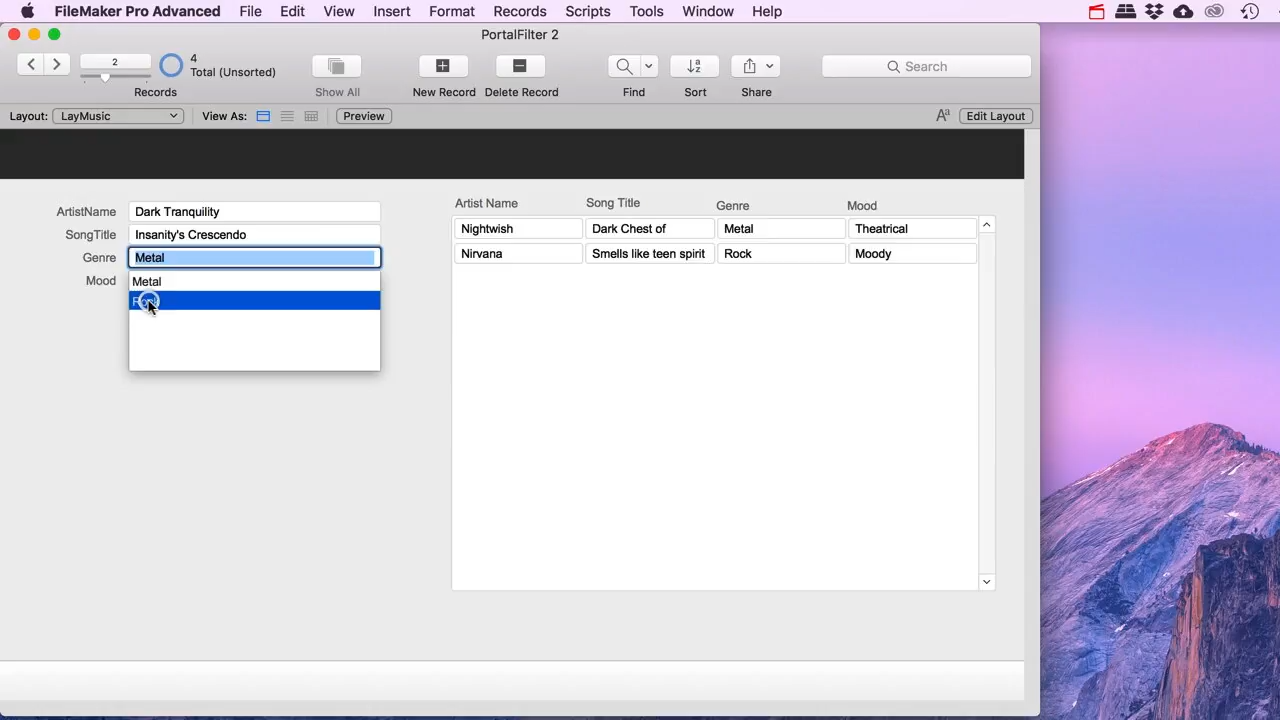 FileMaker Pro Advanced File Edit View Insert Format Records Scripts Tools Window Help
PortalFilter 2
2
4
Total (Unsorted)
Records
Show All
New Record
Delete Record
Find
Sort
Share
Search
Layout: LayMusic View As: Preview Aa Edit Layout
ArtistName Dark Tranquility
SongTitle Insanity's Crescendo
Genre Metal
Mood Metal
Artist Name Song Title Genre Mood
Nightwish Dark Chest of Metal Theatrical
Nirvana Smells like teen spirit Rock Moody